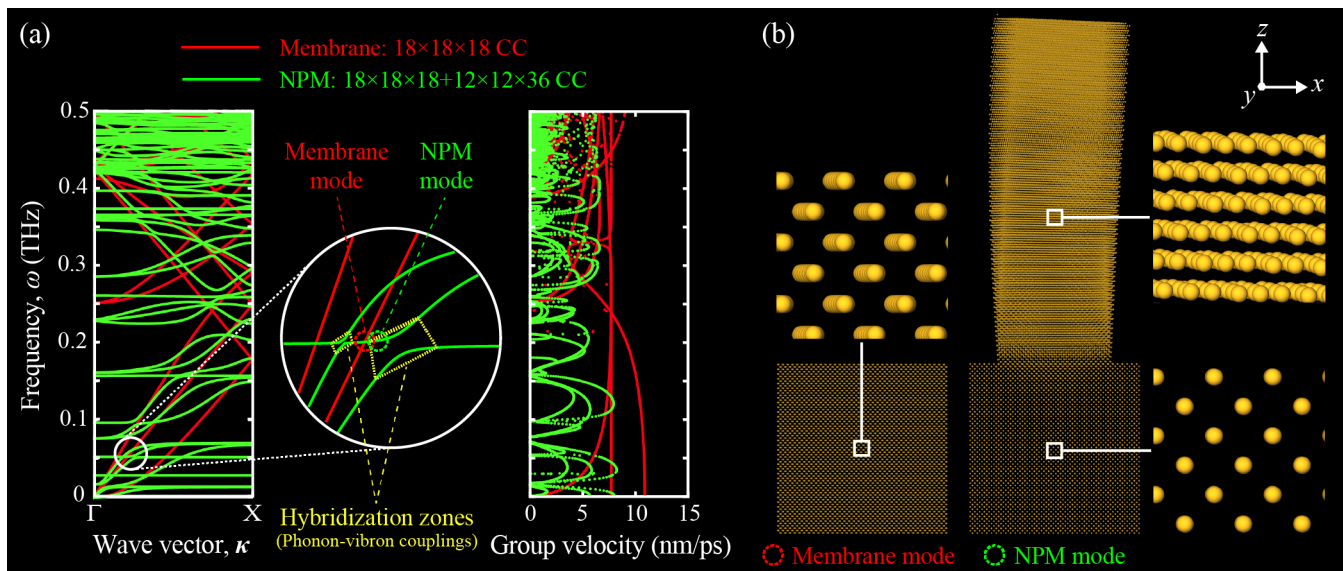 (a)
Membrane: 18×18×18 CC
NPM: 18×18×18+12×12×36 CC
0.5
0.4
0.3
0.2
0.1
0
Frequency, ω (THz)
Γ
X
Wave vector, κ
Membrane
mode
NPM
mode
Hybridization zones
(Phonon-vibron couplings)
0
5
10
15
Group velocity (nm/ps)
(b)
z
y
x
Membrane mode
NPM mode